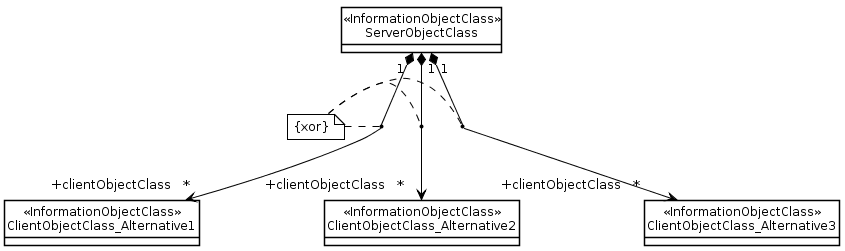 «InformationObjectClass»
ServerObjectClass
1 1 1
{xor}
+clientObjectClass * +clientObjectClass * +clientObjectClass *
«InformationObjectClass»
ClientObjectClass_Alternative1
«InformationObjectClass»
ClientObjectClass_Alternative2
«InformationObjectClass»
ClientObjectClass_Alternative3